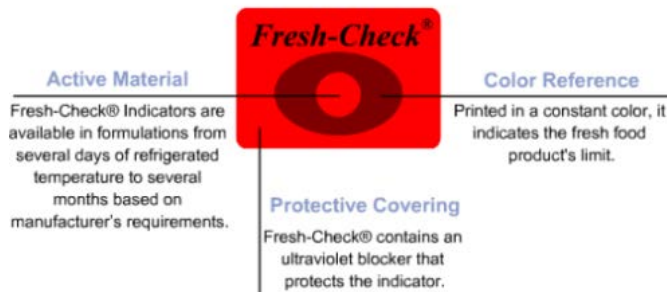 Fresh-Check®
Active Material
Fresh-Check® Indicators are
available in formulations from
several days of refrigerated
temperature to several
months based on
manufacturer's requirements.
Color Reference
Printed in a constant color, it
indicates the fresh food
product's limit.
Protective Covering
Fresh-Check® contains an
ultraviolet blocker that
protects the indicator.